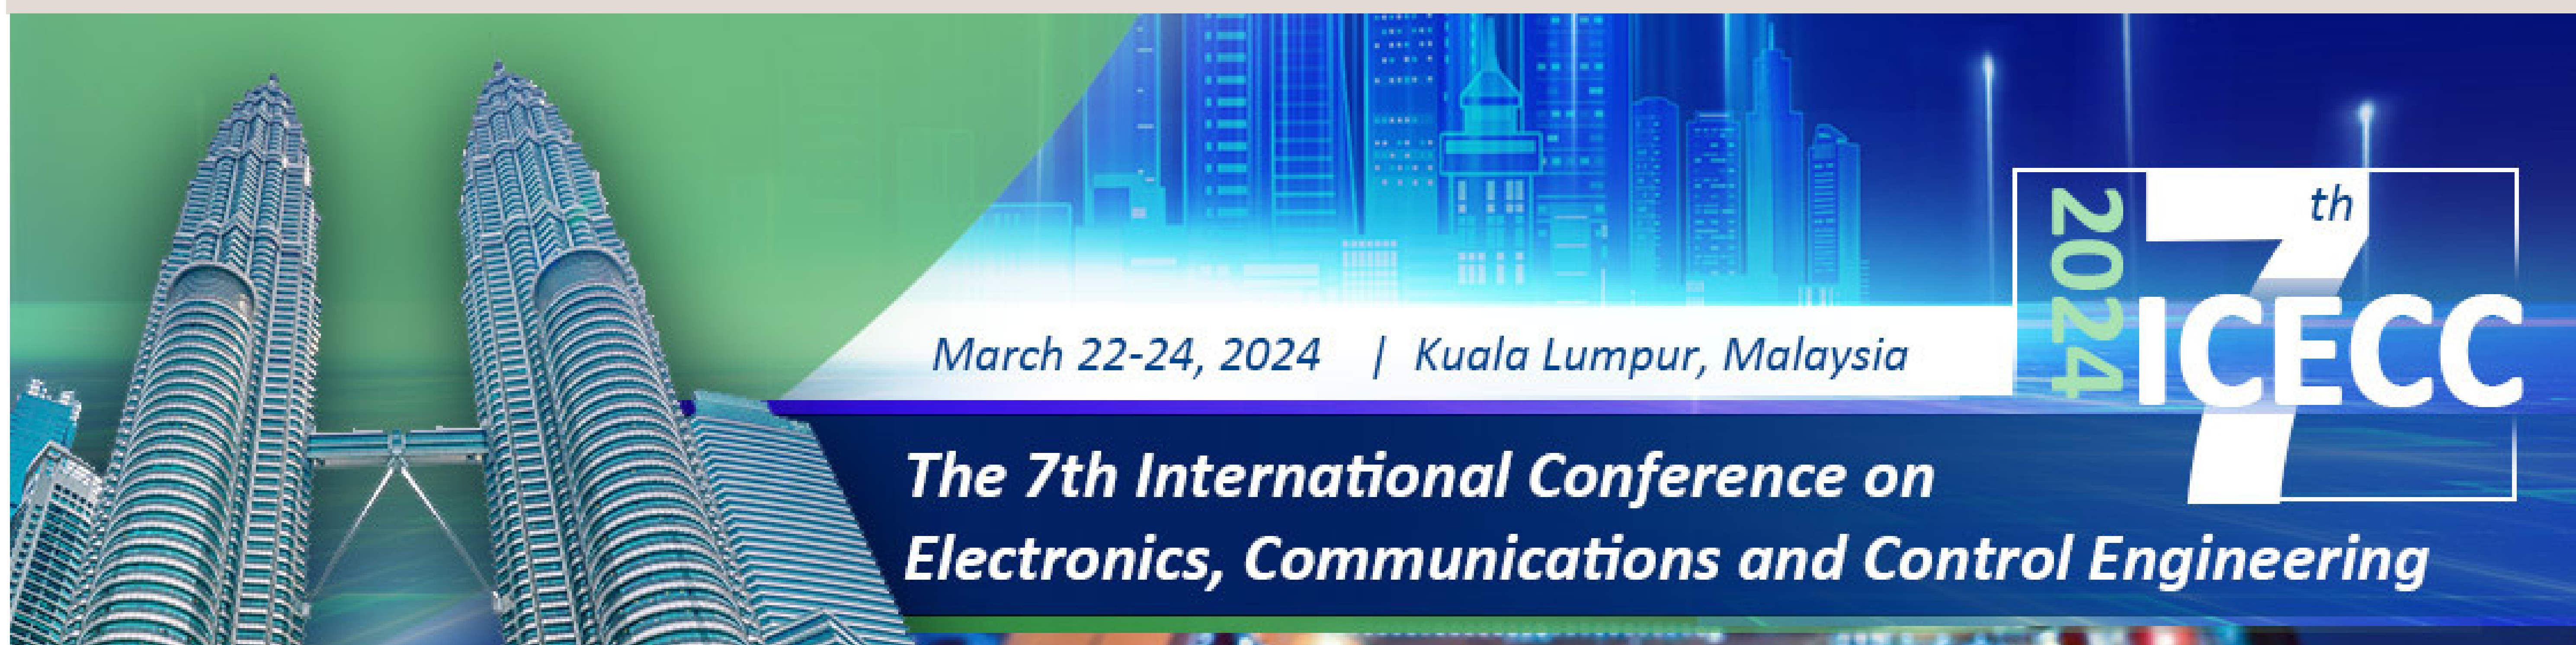 March 22-24, 2024 | Kuala Lumpur, Malaysia
2024
7th
ICECC
The 7th International Conference on
Electronics, Communications and Control Engineering